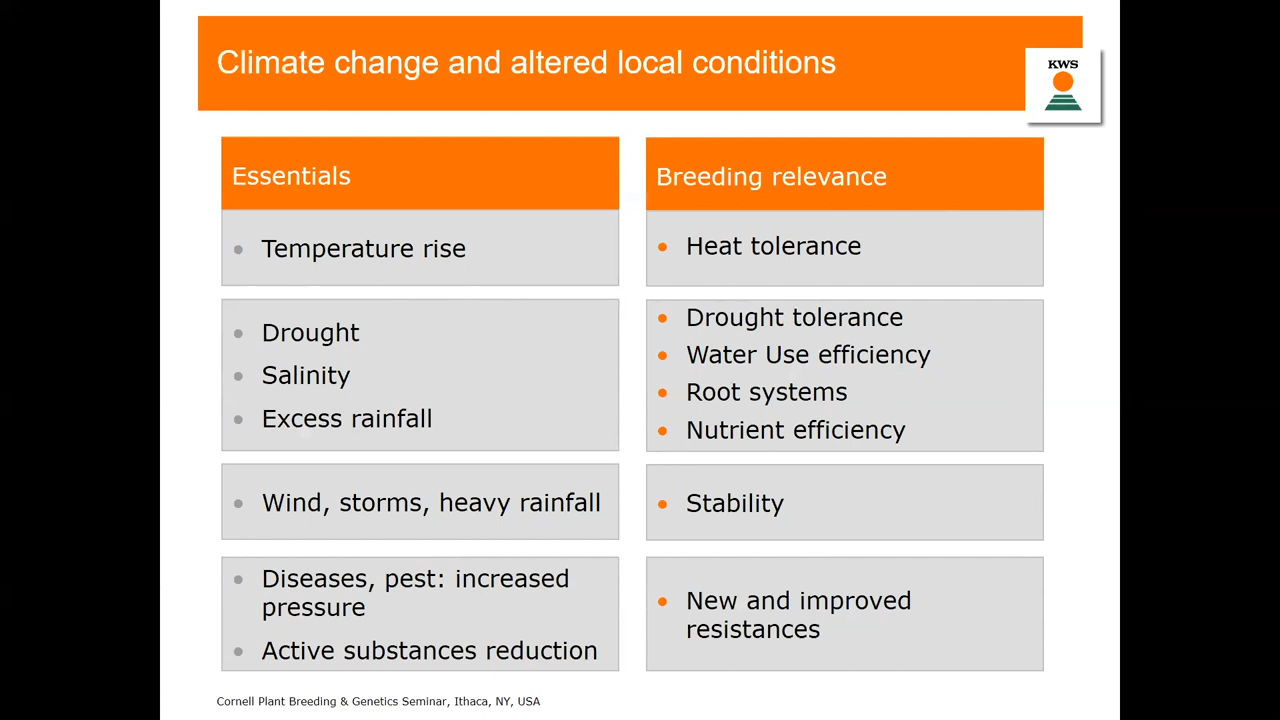 Climate change and altered local conditions
KWS
Essentials
Breeding relevance
Temperature rise
Heat tolerance
Drought
Salinity
Excess rainfall
Drought tolerance
Water Use efficiency
Root systems
Nutrient efficiency
Wind, storms, heavy rainfall
Stability
Diseases, pest: increased
pressure
Active substances reduction
New and improved
resistances
Cornell Plant Breeding & Genetics Seminar, Ithaca, NY, USA